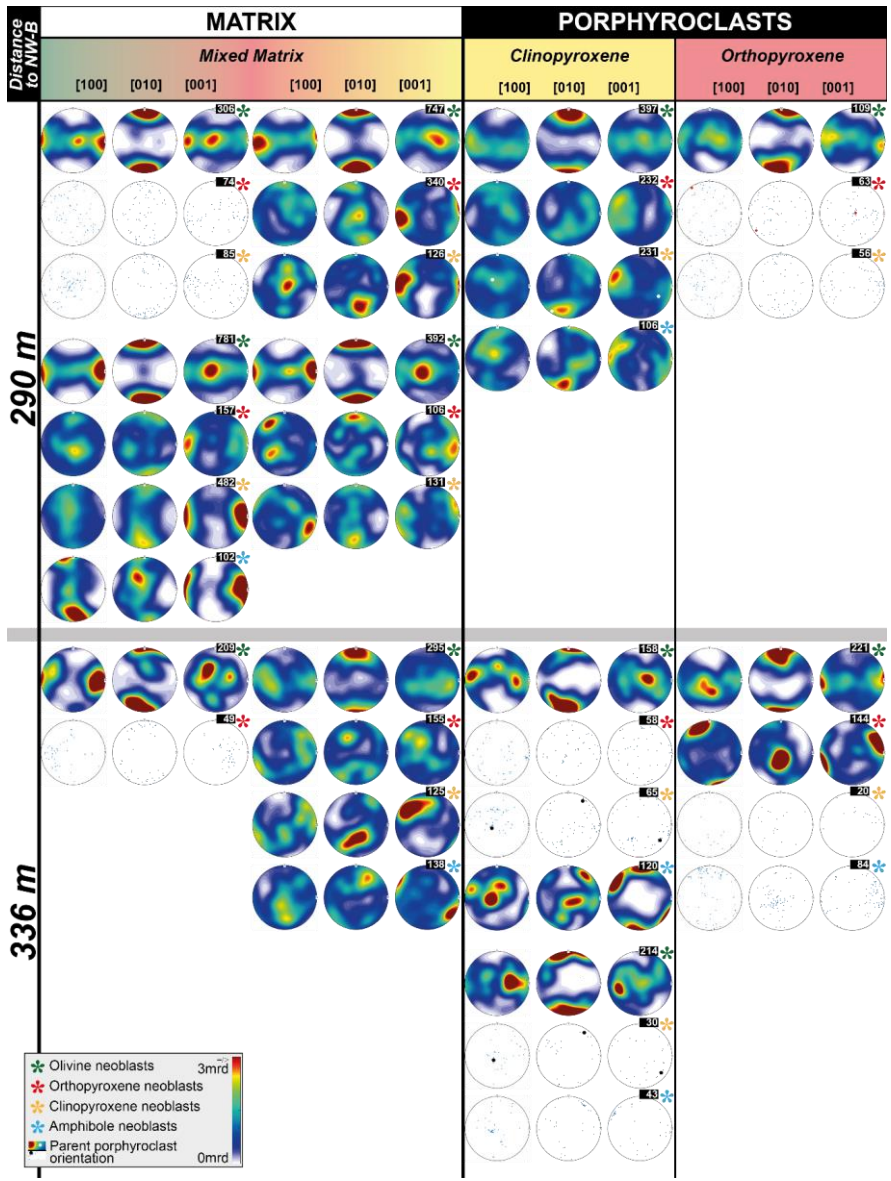 Distance
to NW-B
MATRIX
PORPHYROCLASTS
Mixed Matrix
Clinopyroxene
Orthopyroxene
[100] [010] [001] [100] [010] [001] [100] [010] [001] [100] [010] [001]
290 m
306 747 397 109
74 340 232 63
85 126 231 56
106
781 392
157 106
482 131
102
336 m
209 295 158 221
49 155 58 144
125 65 20
138 120 84
214
30
43
Olivine neoblasts
Orthopyroxene neoblasts
Clinopyroxene neoblasts
Amphibole neoblasts
Parent porphyroclast
orientation
3mrd
0mrd